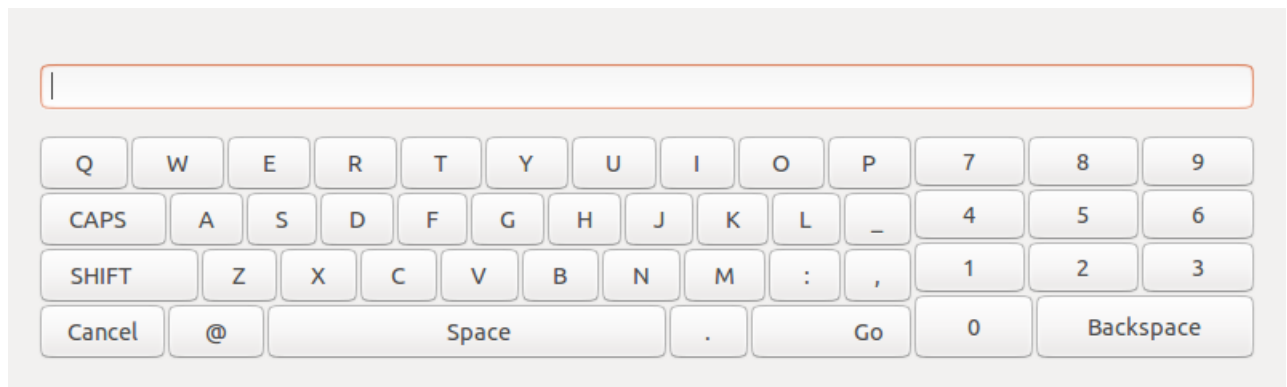 Q W E R T Y U I O P 7 8 9
CAPS A S D F G H J K L _ 4 5 6
SHIFT Z X C V B N M : , 1 2 3
Cancel @ Space . Go 0 Backspace